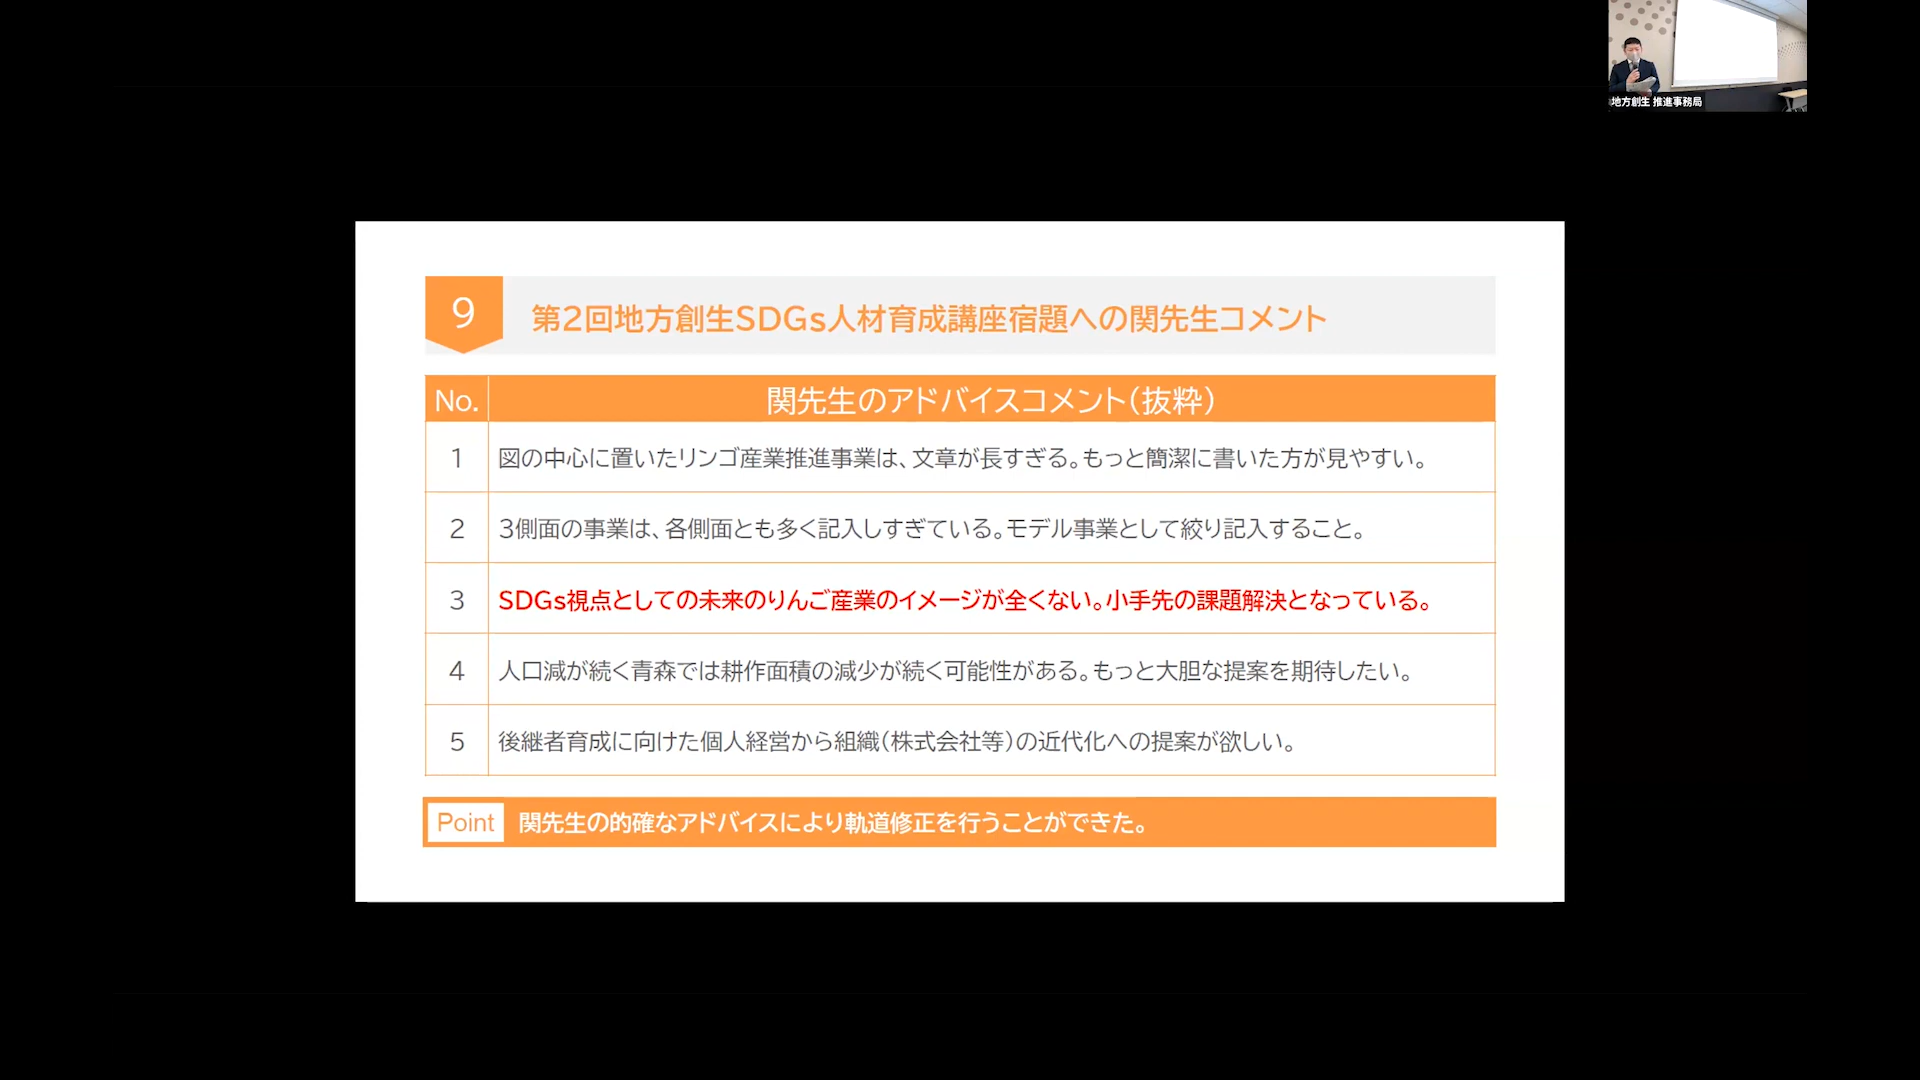 地方創生 推進事務局
9
第2回地方創生SDGs人材育成講座宿題への関先生コメント
No. 関先生のアドバイスコメント(抜粋)
1 図の中心に置いたリンゴ産業推進事業は、文章が長すぎる。もっと簡潔に書いた方が見やすい。
2 3側面の事業は、各側面とも多く記入しすぎている。モデル事業として絞り記入すること。
3 SDGs視点としての未来のりんご産業のイメージが全くない。小手先の課題解決となっている。
4 人口減が続く青森では耕作面積の減少が続く可能性がある。もっと大胆な提案を期待したい。
5 後継者育成に向けた個人経営から組織(株式会社等)の近代化への提案が欲しい。
Point 関先生の的確なアドバイスにより軌道修正を行うことができた。